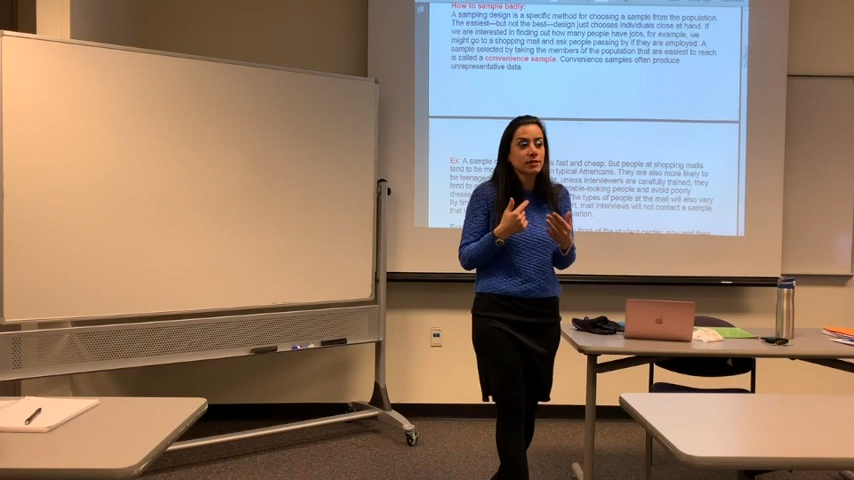 How to sample badly:
A sampling design is a specific method for choosing a sample from the population.
The easiest—but not the best—design just chooses individuals close at hand. If
we are interested in finding out how many people have jobs, for example, we
might go to a shopping mall and ask people passing by if they are employed. A
sample selected by taking the members of the population that are easiest to reach
is called a convenience sample. Convenience samples often produce
unrepresentative data.
Ex: A sample is fast and cheap. But people at shopping malls
tend to be typical Americans. They are also more likely to
be unless interviewers are carefully trained, they
tend to people and avoid poorly
The types of people at the mall will also vary
by mall interviews will not contact a sample
that